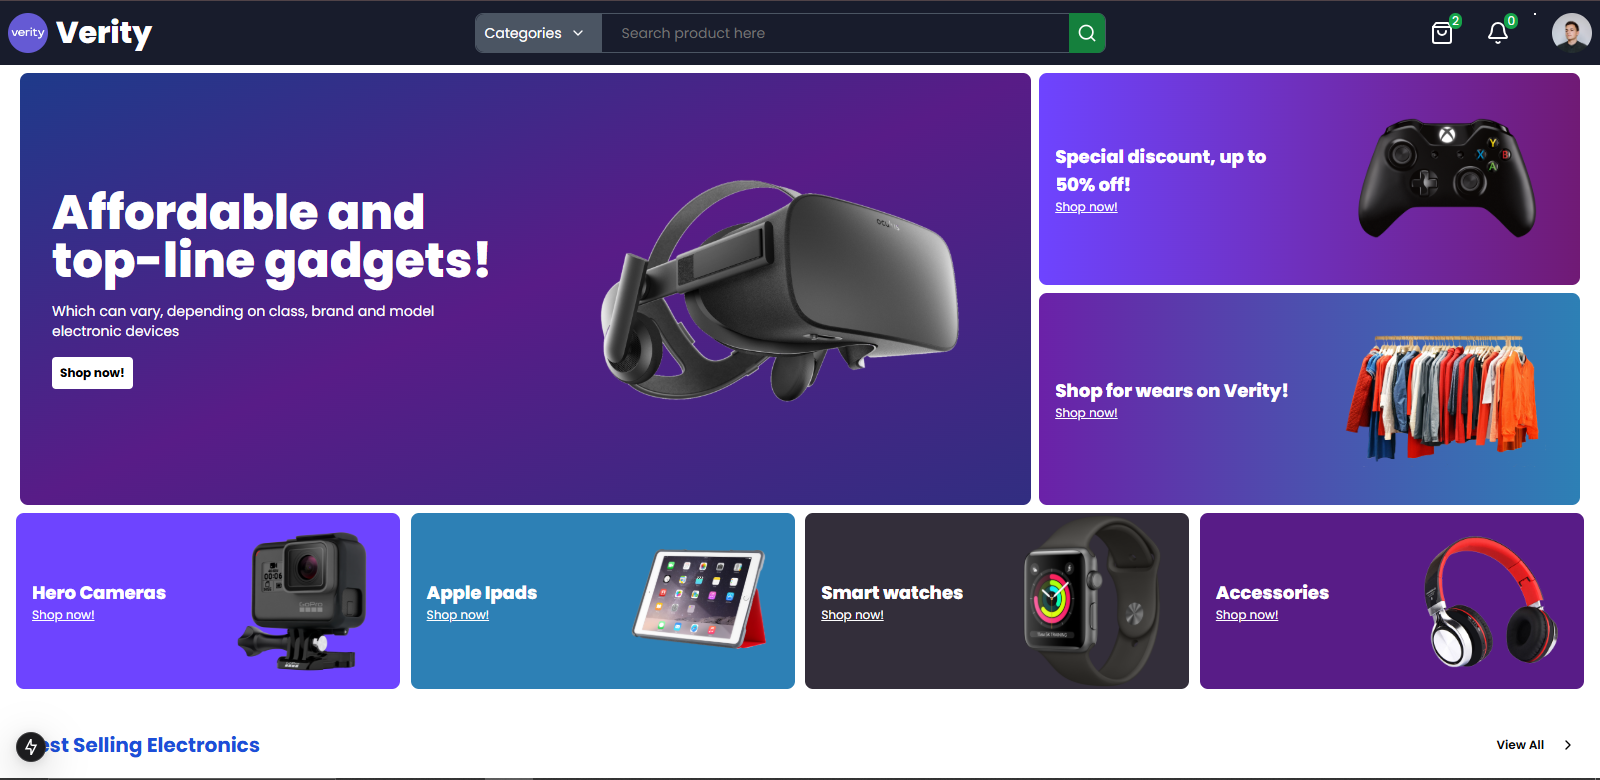 verity
Verity
Categories
Search product here
2
0
Affordable and
top-line gadgets!
Which can vary, depending on class, brand and model
electronic devices
Shop now!
Special discount, up to
50% off!
Shop now!
X
Y
B
A
Shop for wears on Verity!
Shop now!
Hero Cameras
Shop now!
GoPro
Apple Ipads
Shop now!
Smart watches
Shop now!
Accessories
Shop now!
est Selling Electronics
View All